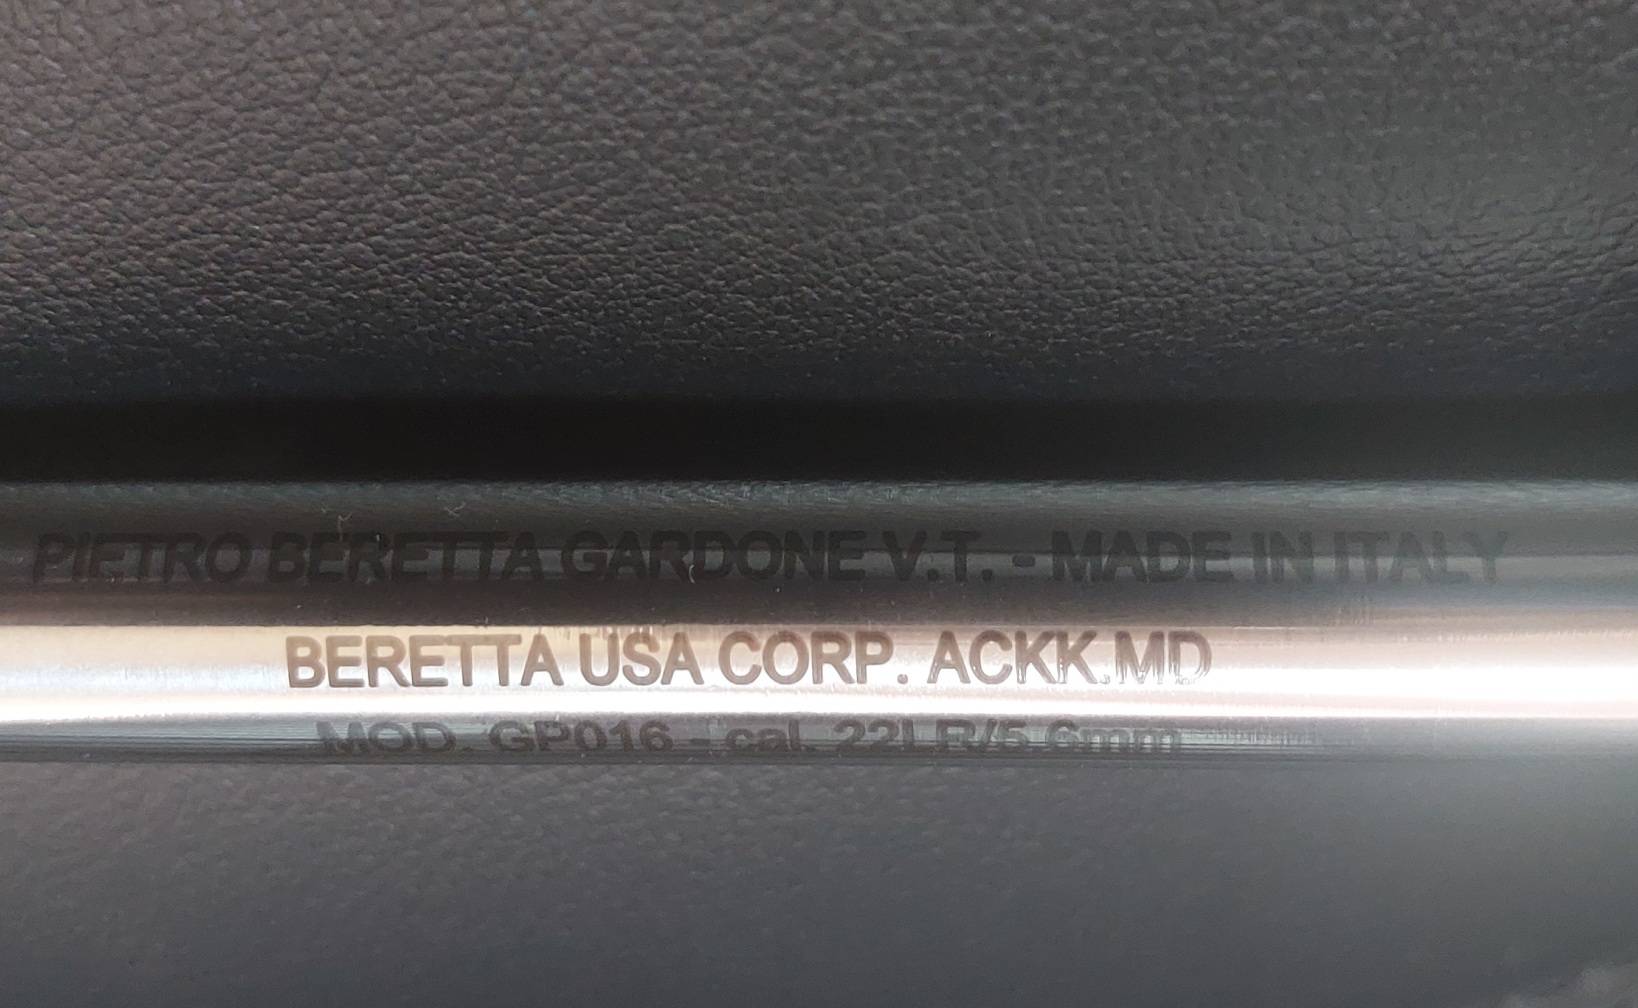 PIETRO BERETTA GARDONE V.T. - MADE IN ITALY
BERETTA USA CORP. ACKK.MD
MOD. GP016 - cal. 22LR/5.6mm